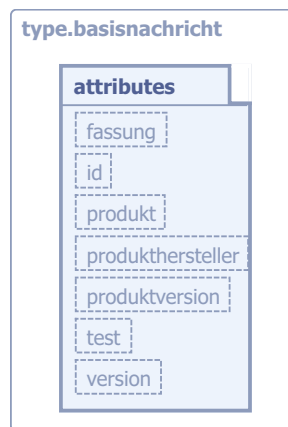 type.basisnachricht
attributes
fassung
id
produkt
produkthersteller
produktversion
test
version